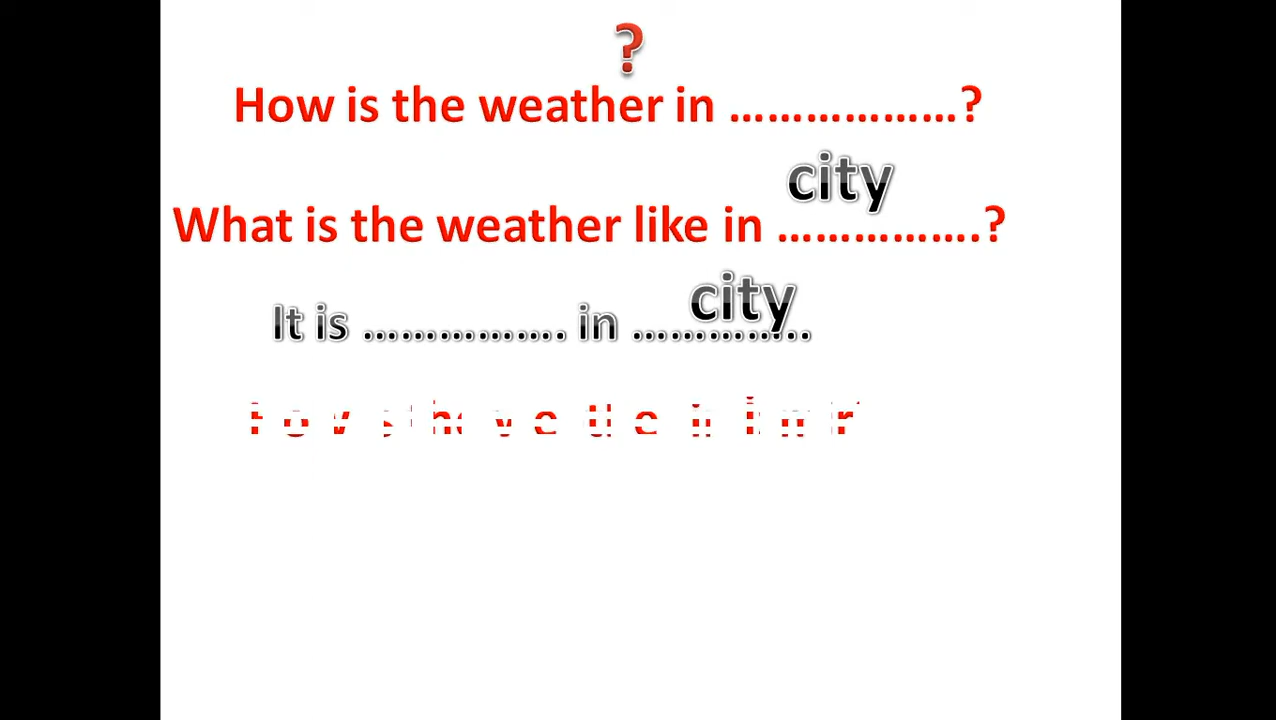 ?
How is the weather in ………………?
city
What is the weather like in …………….?
city
It is ……………. in …………..